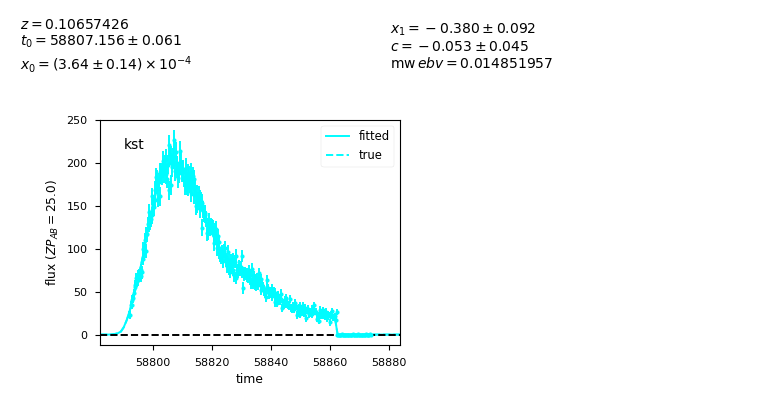 z = 0.10657426
t₀ = 58807.156 ± 0.061
x₀ = (3.64 ± 0.14) × 10⁻⁴
x₁ = −0.380 ± 0.092
c = −0.053 ± 0.045
mw ebv = 0.014851957
250
200
150
100
50
0
flux (ZP_AB = 25.0)
kst
fitted
true
58800 58820 58840 58860 58880
time